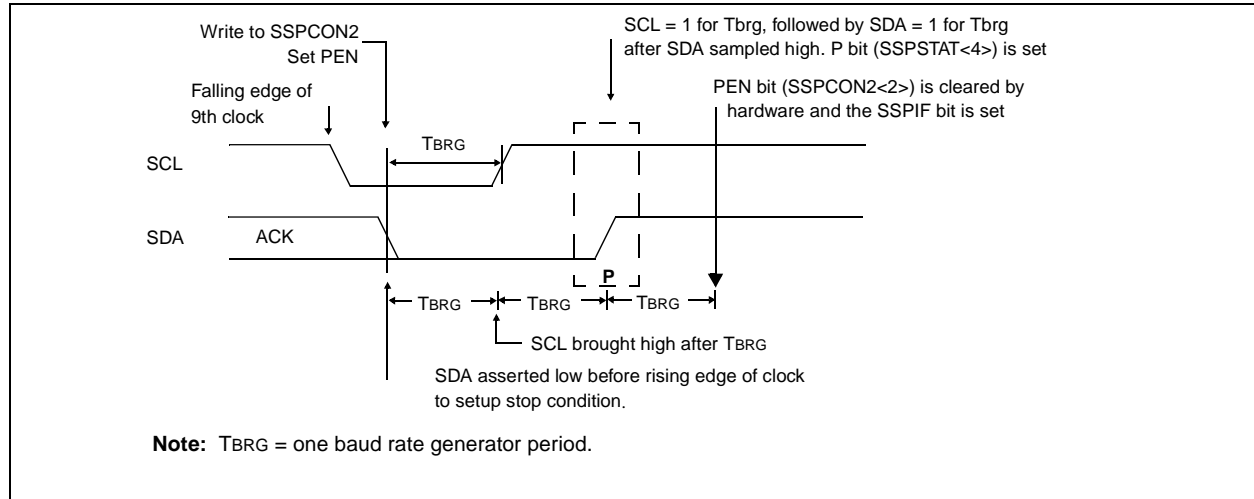 Write to SSPCON2
Set PEN
SCL = 1 for Tbrg, followed by SDA = 1 for Tbrg
after SDA sampled high. P bit (SSPSTAT<4>) is set
Falling edge of
9th clock
PEN bit (SSPCON2<2>) is cleared by
hardware and the SSPIF bit is set
TBRG
SCL
SDA
ACK
P
TBRG
TBRG
TBRG
SCL brought high after TBRG
SDA asserted low before rising edge of clock
to setup stop condition.
Note: TBRG = one baud rate generator period.